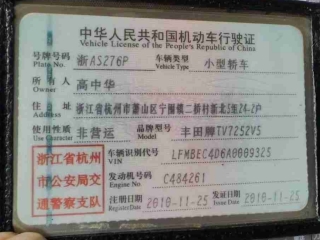 中华人民共和国机动车行驶证
Vehicle License of the People's Republic of China
号牌号码 浙AS276P 车辆类型 小型轿车
Plate No. Vehicle Type
所有人 高中华
Owner
住址 浙江省杭州市萧山区宁围镇二桥村新北5组24-2户
Address
使用性质 非营运 品牌型号 丰田牌TV7252VS
Use Character Model
浙江省杭州
市公安局交
通警察支队
车辆识别代号 LFMBEC4D6A0009325
VIN
发动机号码 C484261
Engine No.
注册日期 2010-11-25 发证日期 2010-11-25
Register Date Issue Date